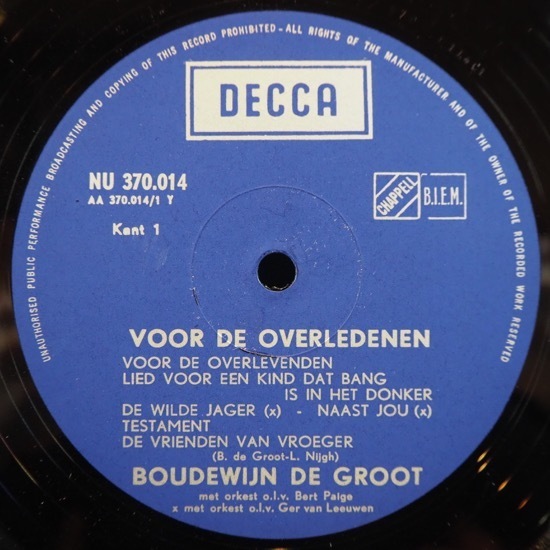 UNAUTHORISED PUBLIC PERFORMANCE BROADCASTING AND COPYING OF THIS RECORD PROHIBITED - ALL RIGHTS OF THE MANUFACTURER AND OF THE OWNER OF THE RECORDED WORK RESERVED
DECCA
NU 370.014
AA 370.014/1 Y
CHAPPELL
B.I.E.M.
Kant 1
VOOR DE OVERLEDENEN
VOOR DE OVERLEVENDEN
LIED VOOR EEN KIND DAT BANG
IS IN HET DONKER
DE WILDE JAGER (x) - NAAST JOU (x)
TESTAMENT
DE VRIENDEN VAN VROEGER
(B. de Groot-L. Nijgh)
BOUDEWIJN DE GROOT
met orkest o.l.v. Bert Paige
x met orkest o.l.v. Ger van Leeuwen